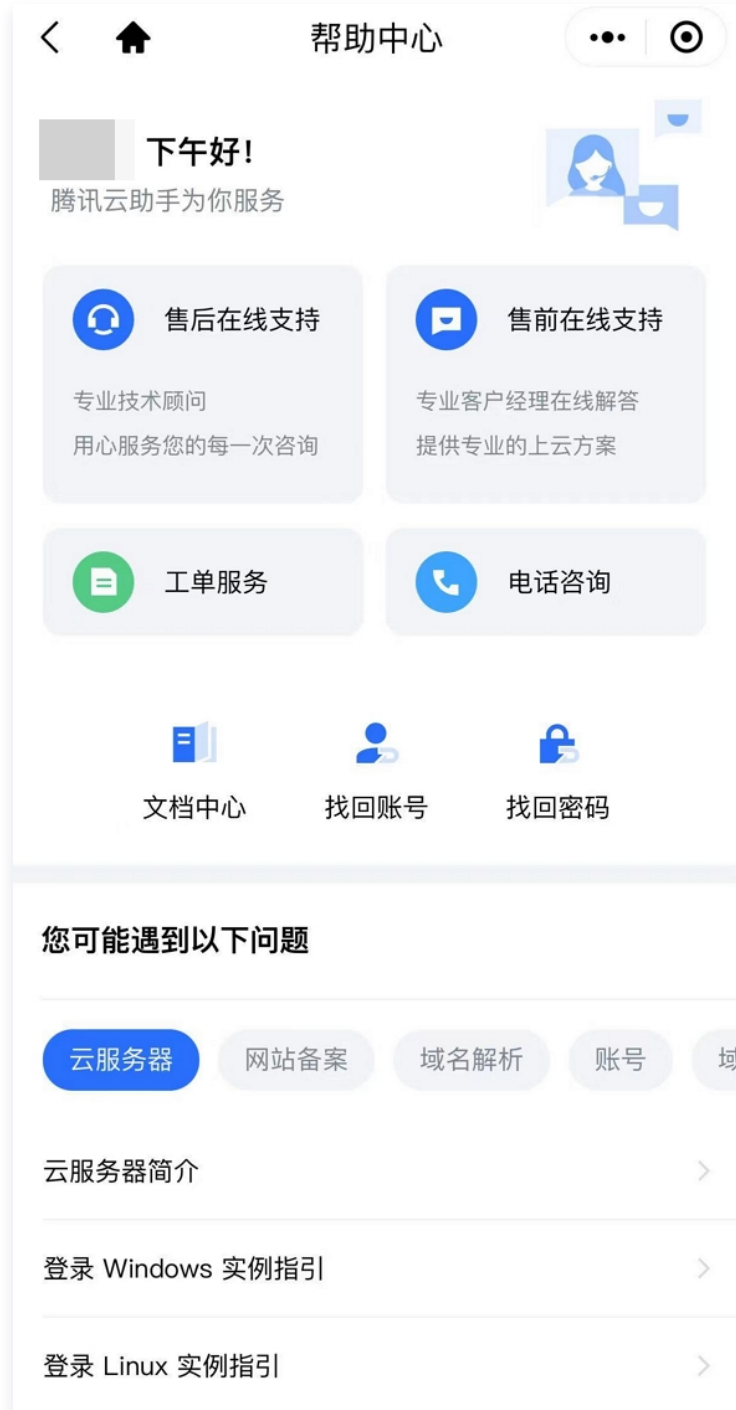 帮助中心
下午好!
腾讯云助手为你服务
售后在线支持
专业技术顾问
用心服务您的每一次咨询
售前在线支持
专业客户经理在线解答
提供专业的上云方案
工单服务
电话咨询
文档中心
找回账号
找回密码
您可能遇到以下问题
云服务器
网站备案
域名解析
账号
域
云服务器简介
登录 Windows 实例指引
登录 Linux 实例指引